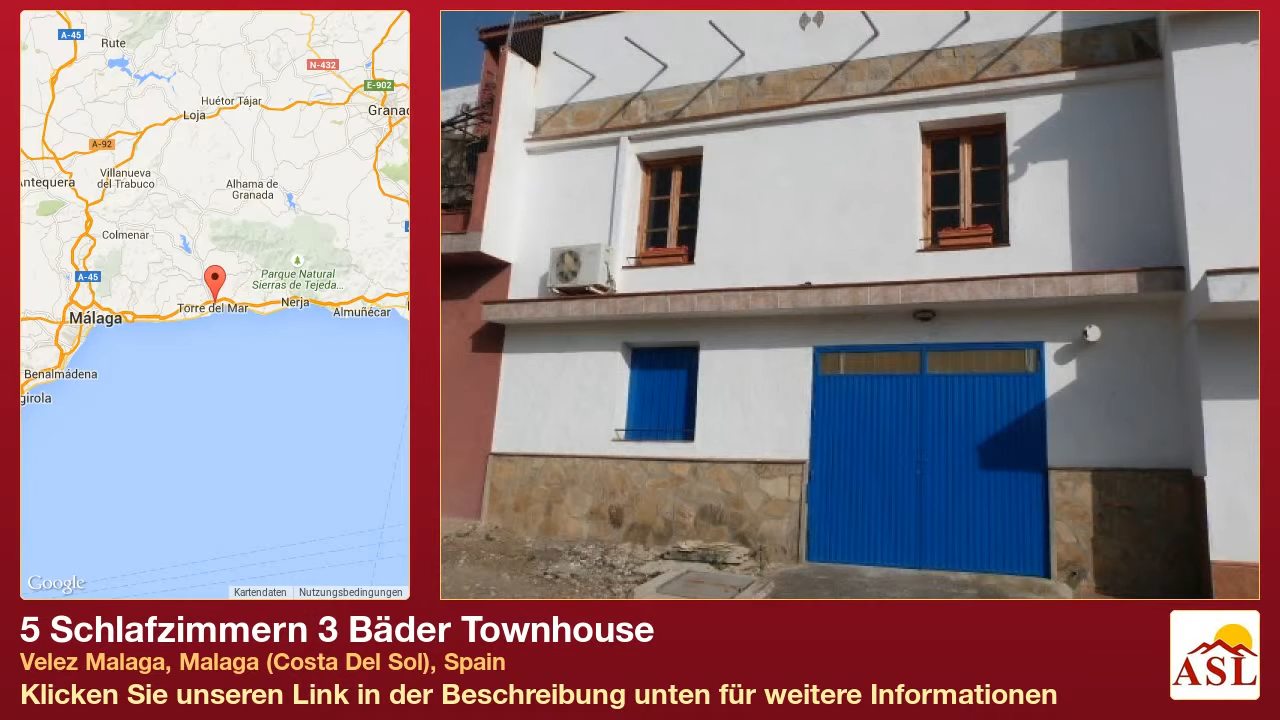 A-45
Rute
N-432
E-902
Huétor Tájar
Loja
Granad
A-92
Villanueva
del Trabuco
Antequera
Alhama de
Granada
Colmenar
A-45
Parque Natural
Sierras de Tejeda...
Torre del Mar
Nerja
Málaga
Almuñécar
Benalmádena
girola
Google
Kartendaten
Nutzungsbedingungen
5 Schlafzimmern 3 Bäder Townhouse
Velez Malaga, Malaga (Costa Del Sol), Spain
Klicken Sie unseren Link in der Beschreibung unten für weitere Informationen
ASL